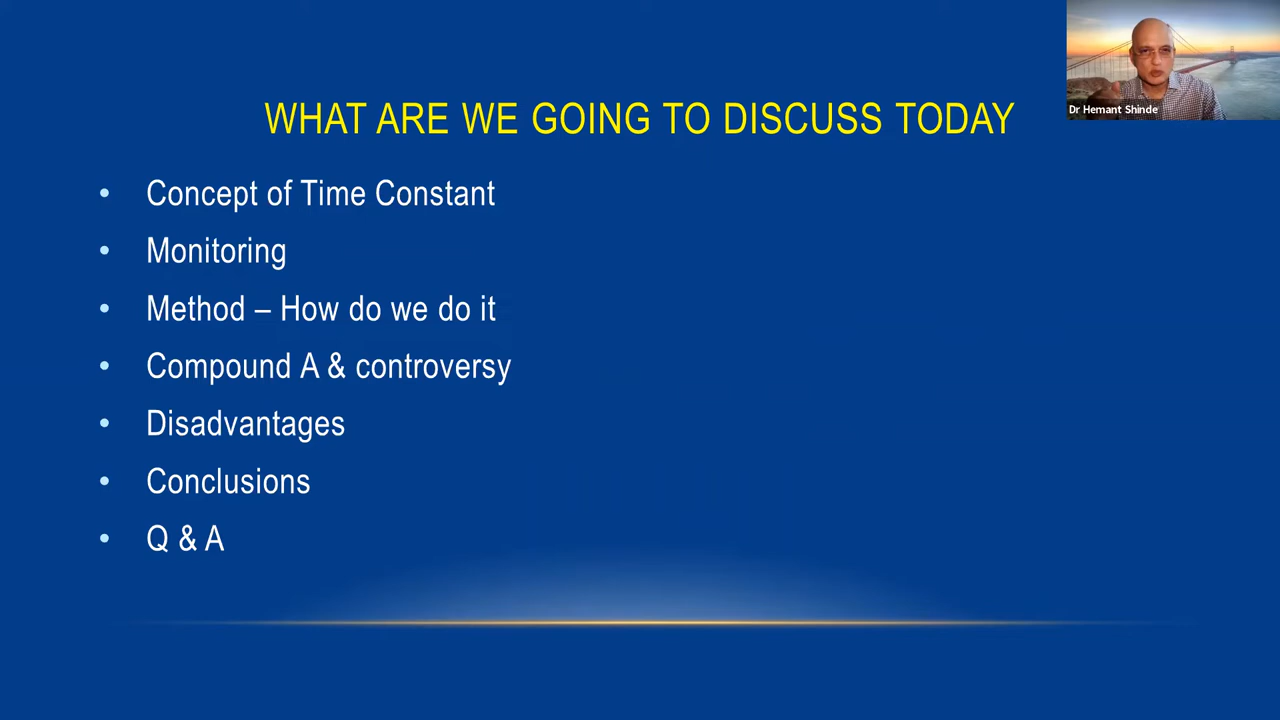 WHAT ARE WE GOING TO DISCUSS TODAY
Dr Hemant Shinde
• Concept of Time Constant
• Monitoring
• Method – How do we do it
• Compound A & controversy
• Disadvantages
• Conclusions
• Q & A